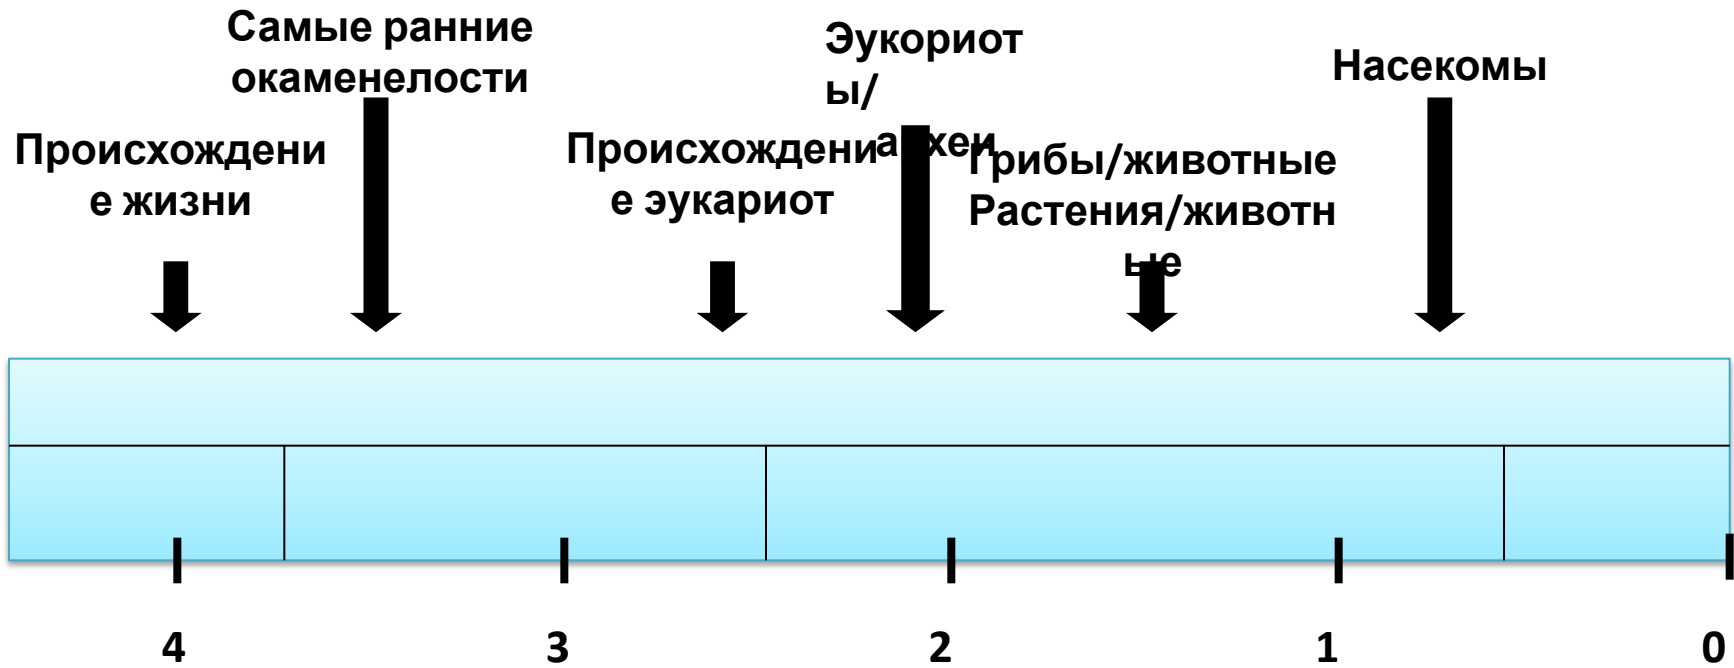 Самые ранние
окаменелости
Эукориот
ы/
археи
Насекомы
Происхождени
е жизни
Происхождени
е эукариот
Грибы/животные
Растения/животн
ые
4
3
2
1
0